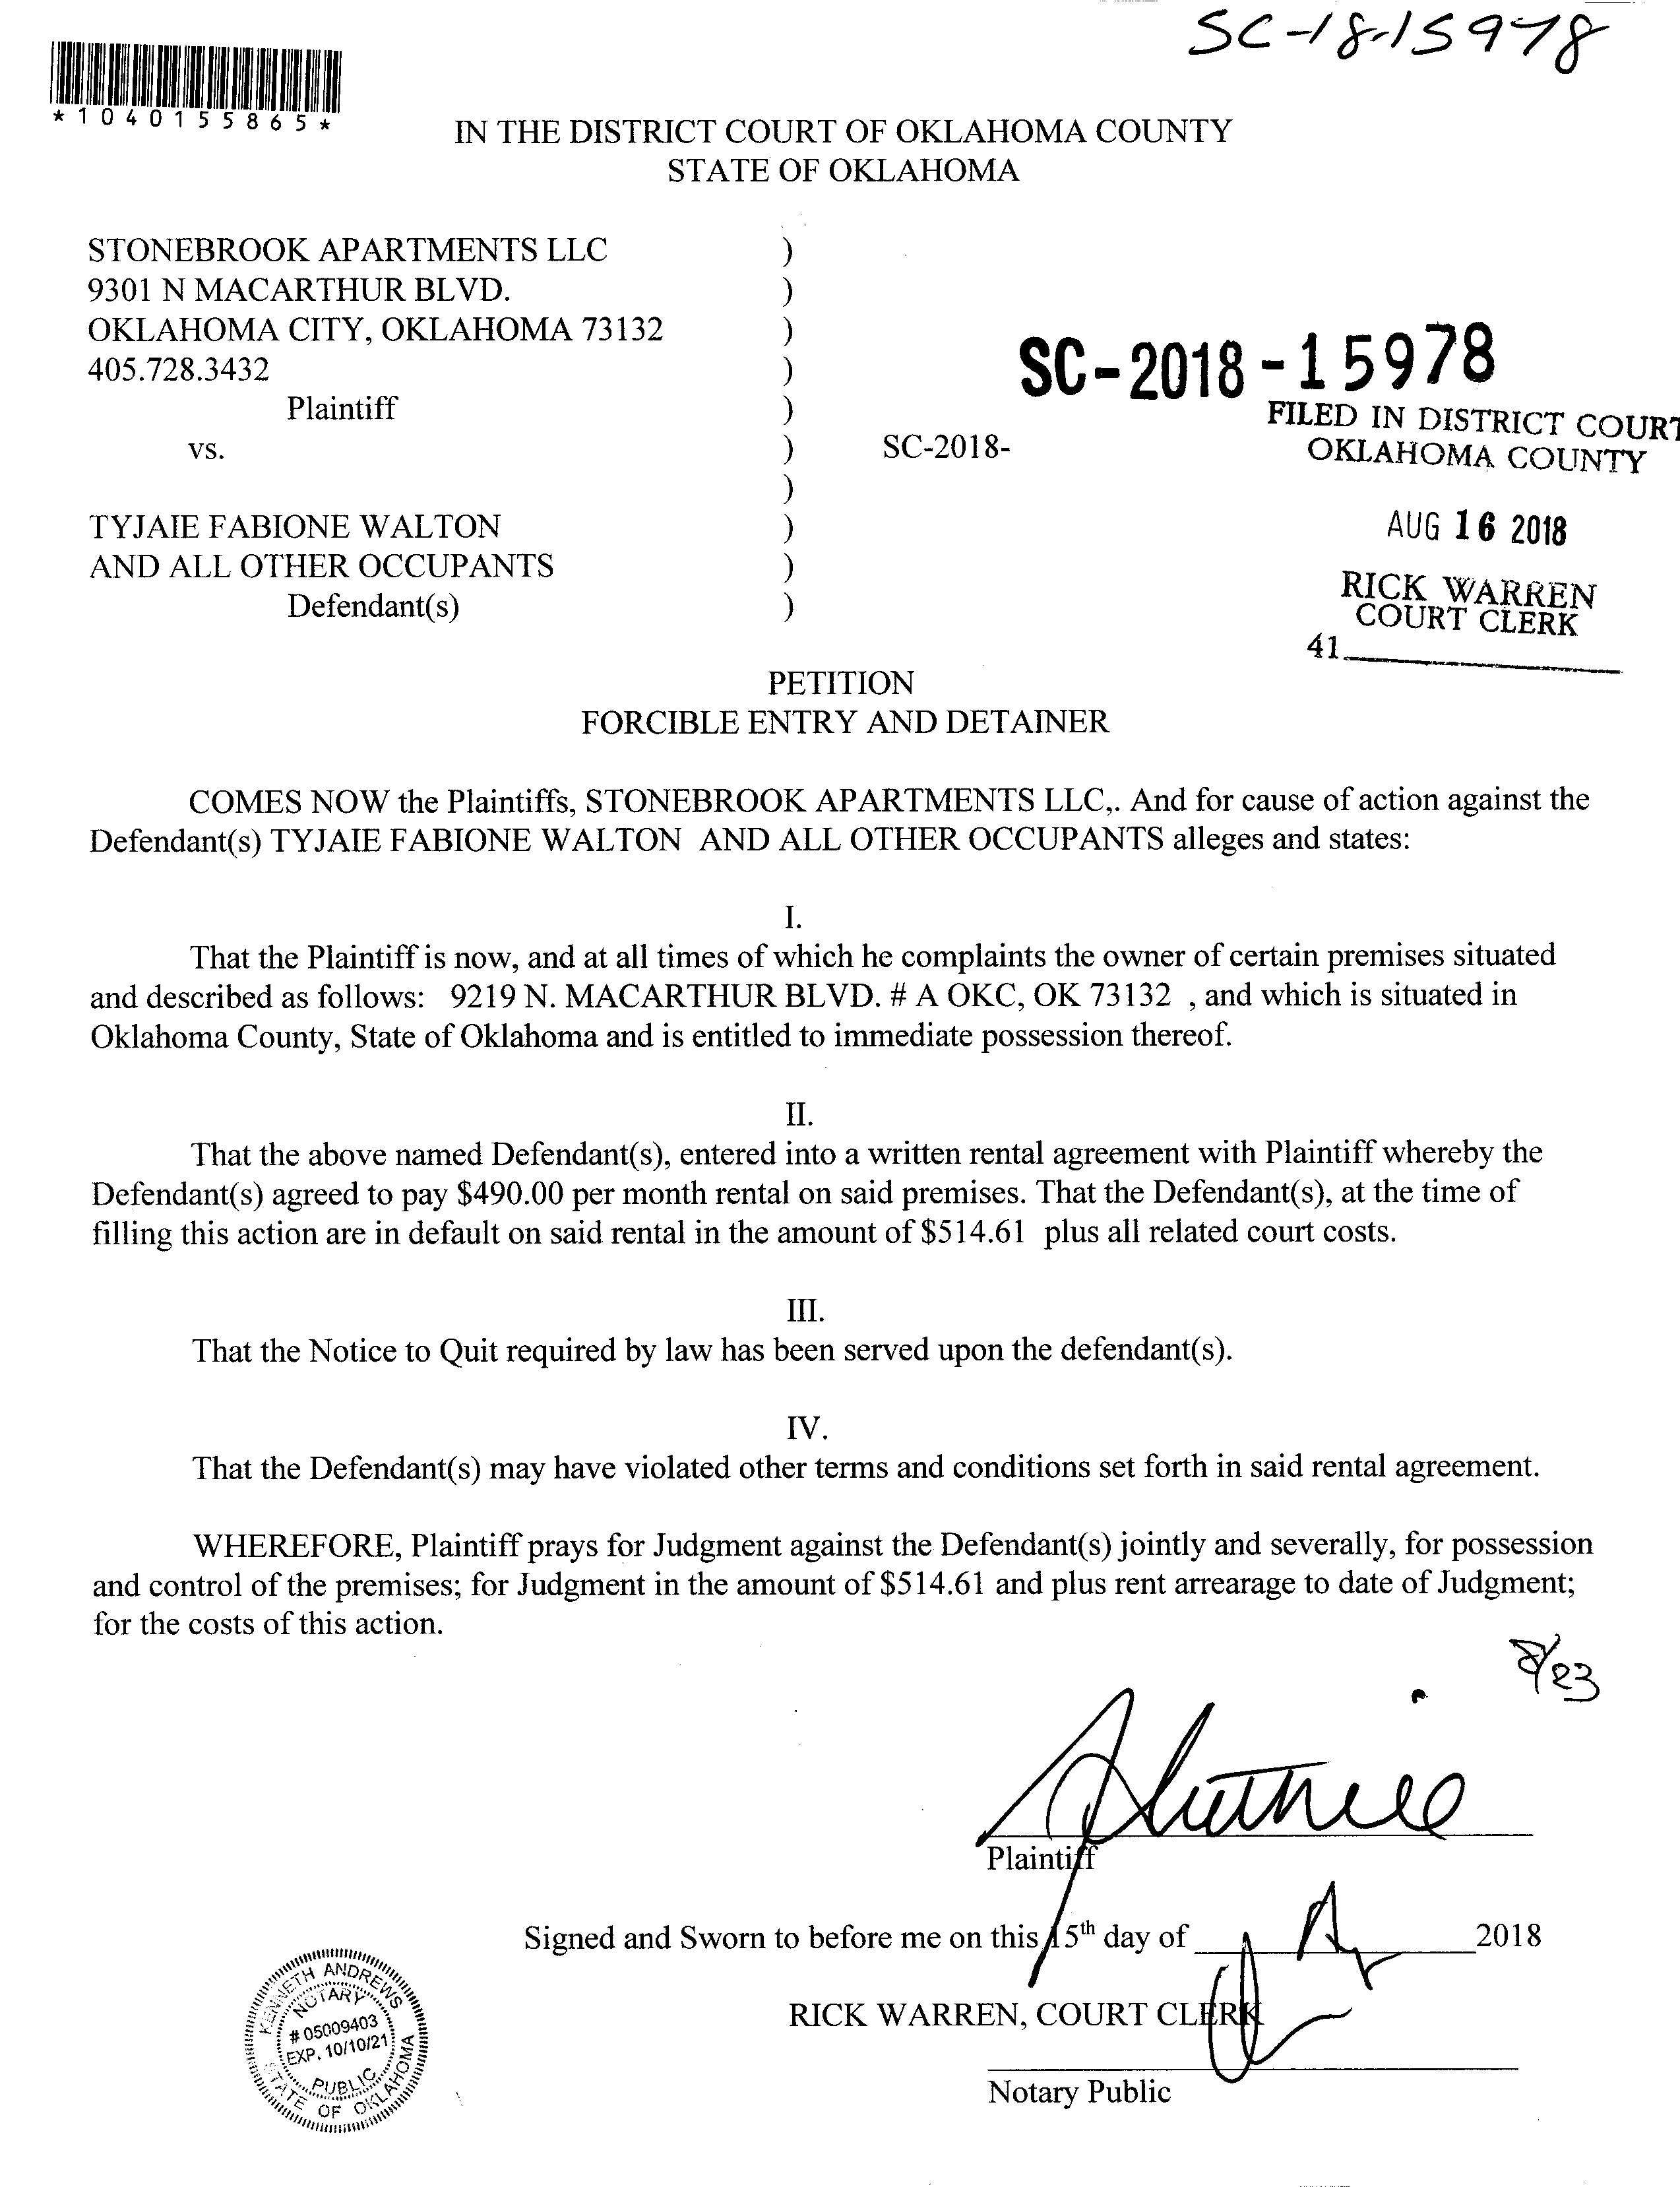 SC-18-15978
*1040155865*
IN THE DISTRICT COURT OF OKLAHOMA COUNTY
STATE OF OKLAHOMA
STONEBROOK APARTMENTS LLC )
9301 N MACARTHUR BLVD. )
OKLAHOMA CITY, OKLAHOMA 73132 )
405.728.3432 )
Plaintiff )
vs. ) SC-2018-
)
TYJAIE FABIONE WALTON )
AND ALL OTHER OCCUPANTS )
Defendant(s) )
SC-2018-15978
FILED IN DISTRICT COURT
OKLAHOMA COUNTY
AUG 16 2018
RICK WARREN
COURT CLERK
41
PETITION
FORCIBLE ENTRY AND DETAINER
COMES NOW the Plaintiffs, STONEBROOK APARTMENTS LLC,. And for cause of action against the
Defendant(s) TYJAIE FABIONE WALTON AND ALL OTHER OCCUPANTS alleges and states:
I.
That the Plaintiff is now, and at all times of which he complaints the owner of certain premises situated
and described as follows: 9219 N. MACARTHUR BLVD. # A OKC, OK 73132 , and which is situated in
Oklahoma County, State of Oklahoma and is entitled to immediate possession thereof.
II.
That the above named Defendant(s), entered into a written rental agreement with Plaintiff whereby the
Defendant(s) agreed to pay $490.00 per month rental on said premises. That the Defendant(s), at the time of
filling this action are in default on said rental in the amount of $514.61 plus all related court costs.
III.
That the Notice to Quit required by law has been served upon the defendant(s).
IV.
That the Defendant(s) may have violated other terms and conditions set forth in said rental agreement.
WHEREFORE, Plaintiff prays for Judgment against the Defendant(s) jointly and severally, for possession
and control of the premises; for Judgment in the amount of $514.61 and plus rent arrearage to date of Judgment;
for the costs of this action.
8/23
Plaintiff
Signed and Sworn to before me on this 15th day of 2018
RICK WARREN, COURT CLERK
Notary Public
KENNETH ANDREWS
NOTARY
# 05009403
EXP. 10/10/21
PUBLIC
STATE OF OKLAHOMA